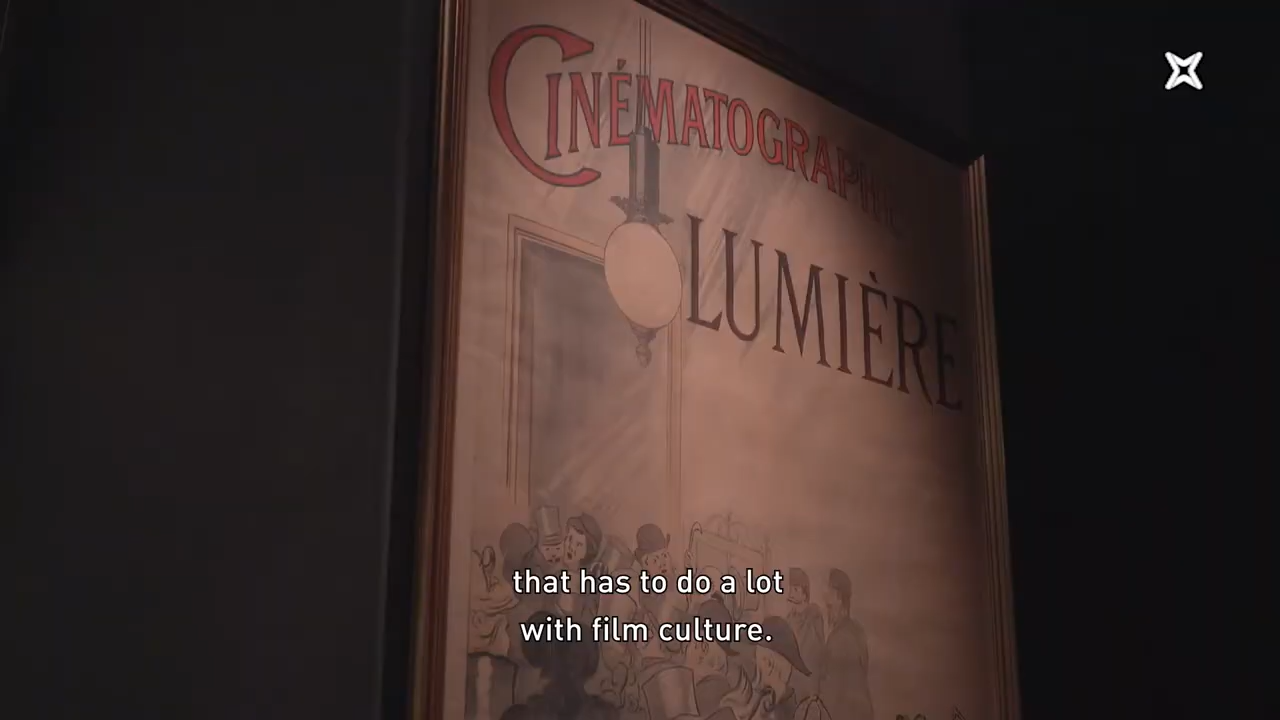 CINÉMATOGRAPHE
LUMIÈRE
that has to do a lot
with film culture.